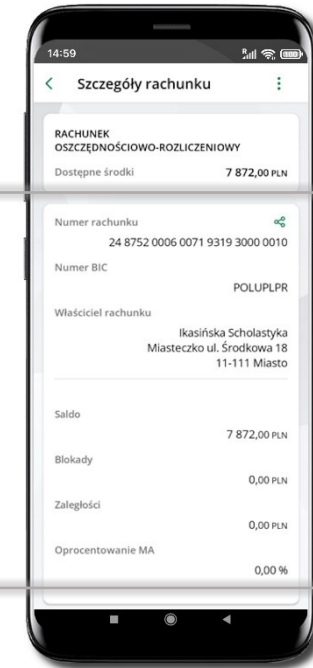 14:59
R
Szczegóły rachunku
RACHUNEK
OSZCZĘDNOŚCIOWO-ROZLICZENIOWY
Dostępne środki 7 872,00 PLN
Numer rachunku
24 8752 0006 0071 9319 3000 0010
Numer BIC
POLUPLPR
Właściciel rachunku
Ikasińska Scholastyka
Miasteczko ul. Środkowa 18
11-111 Miasto
Saldo
7 872,00 PLN
Blokady
0,00 PLN
Zaległości
0,00 PLN
Oprocentowanie MA
0,00 %